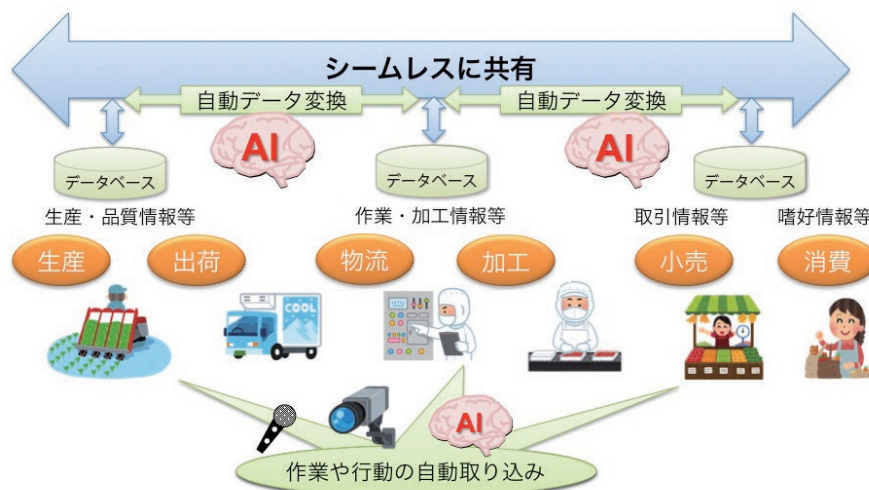 シームレスに共有
自動データ変換
自動データ変換
AI
AI
データベース
データベース
データベース
生産・品質情報等
作業・加工情報等
取引情報等
嗜好情報等
生産
出荷
物流
加工
小売
消費
COOL
AI
作業や行動の自動取り込み